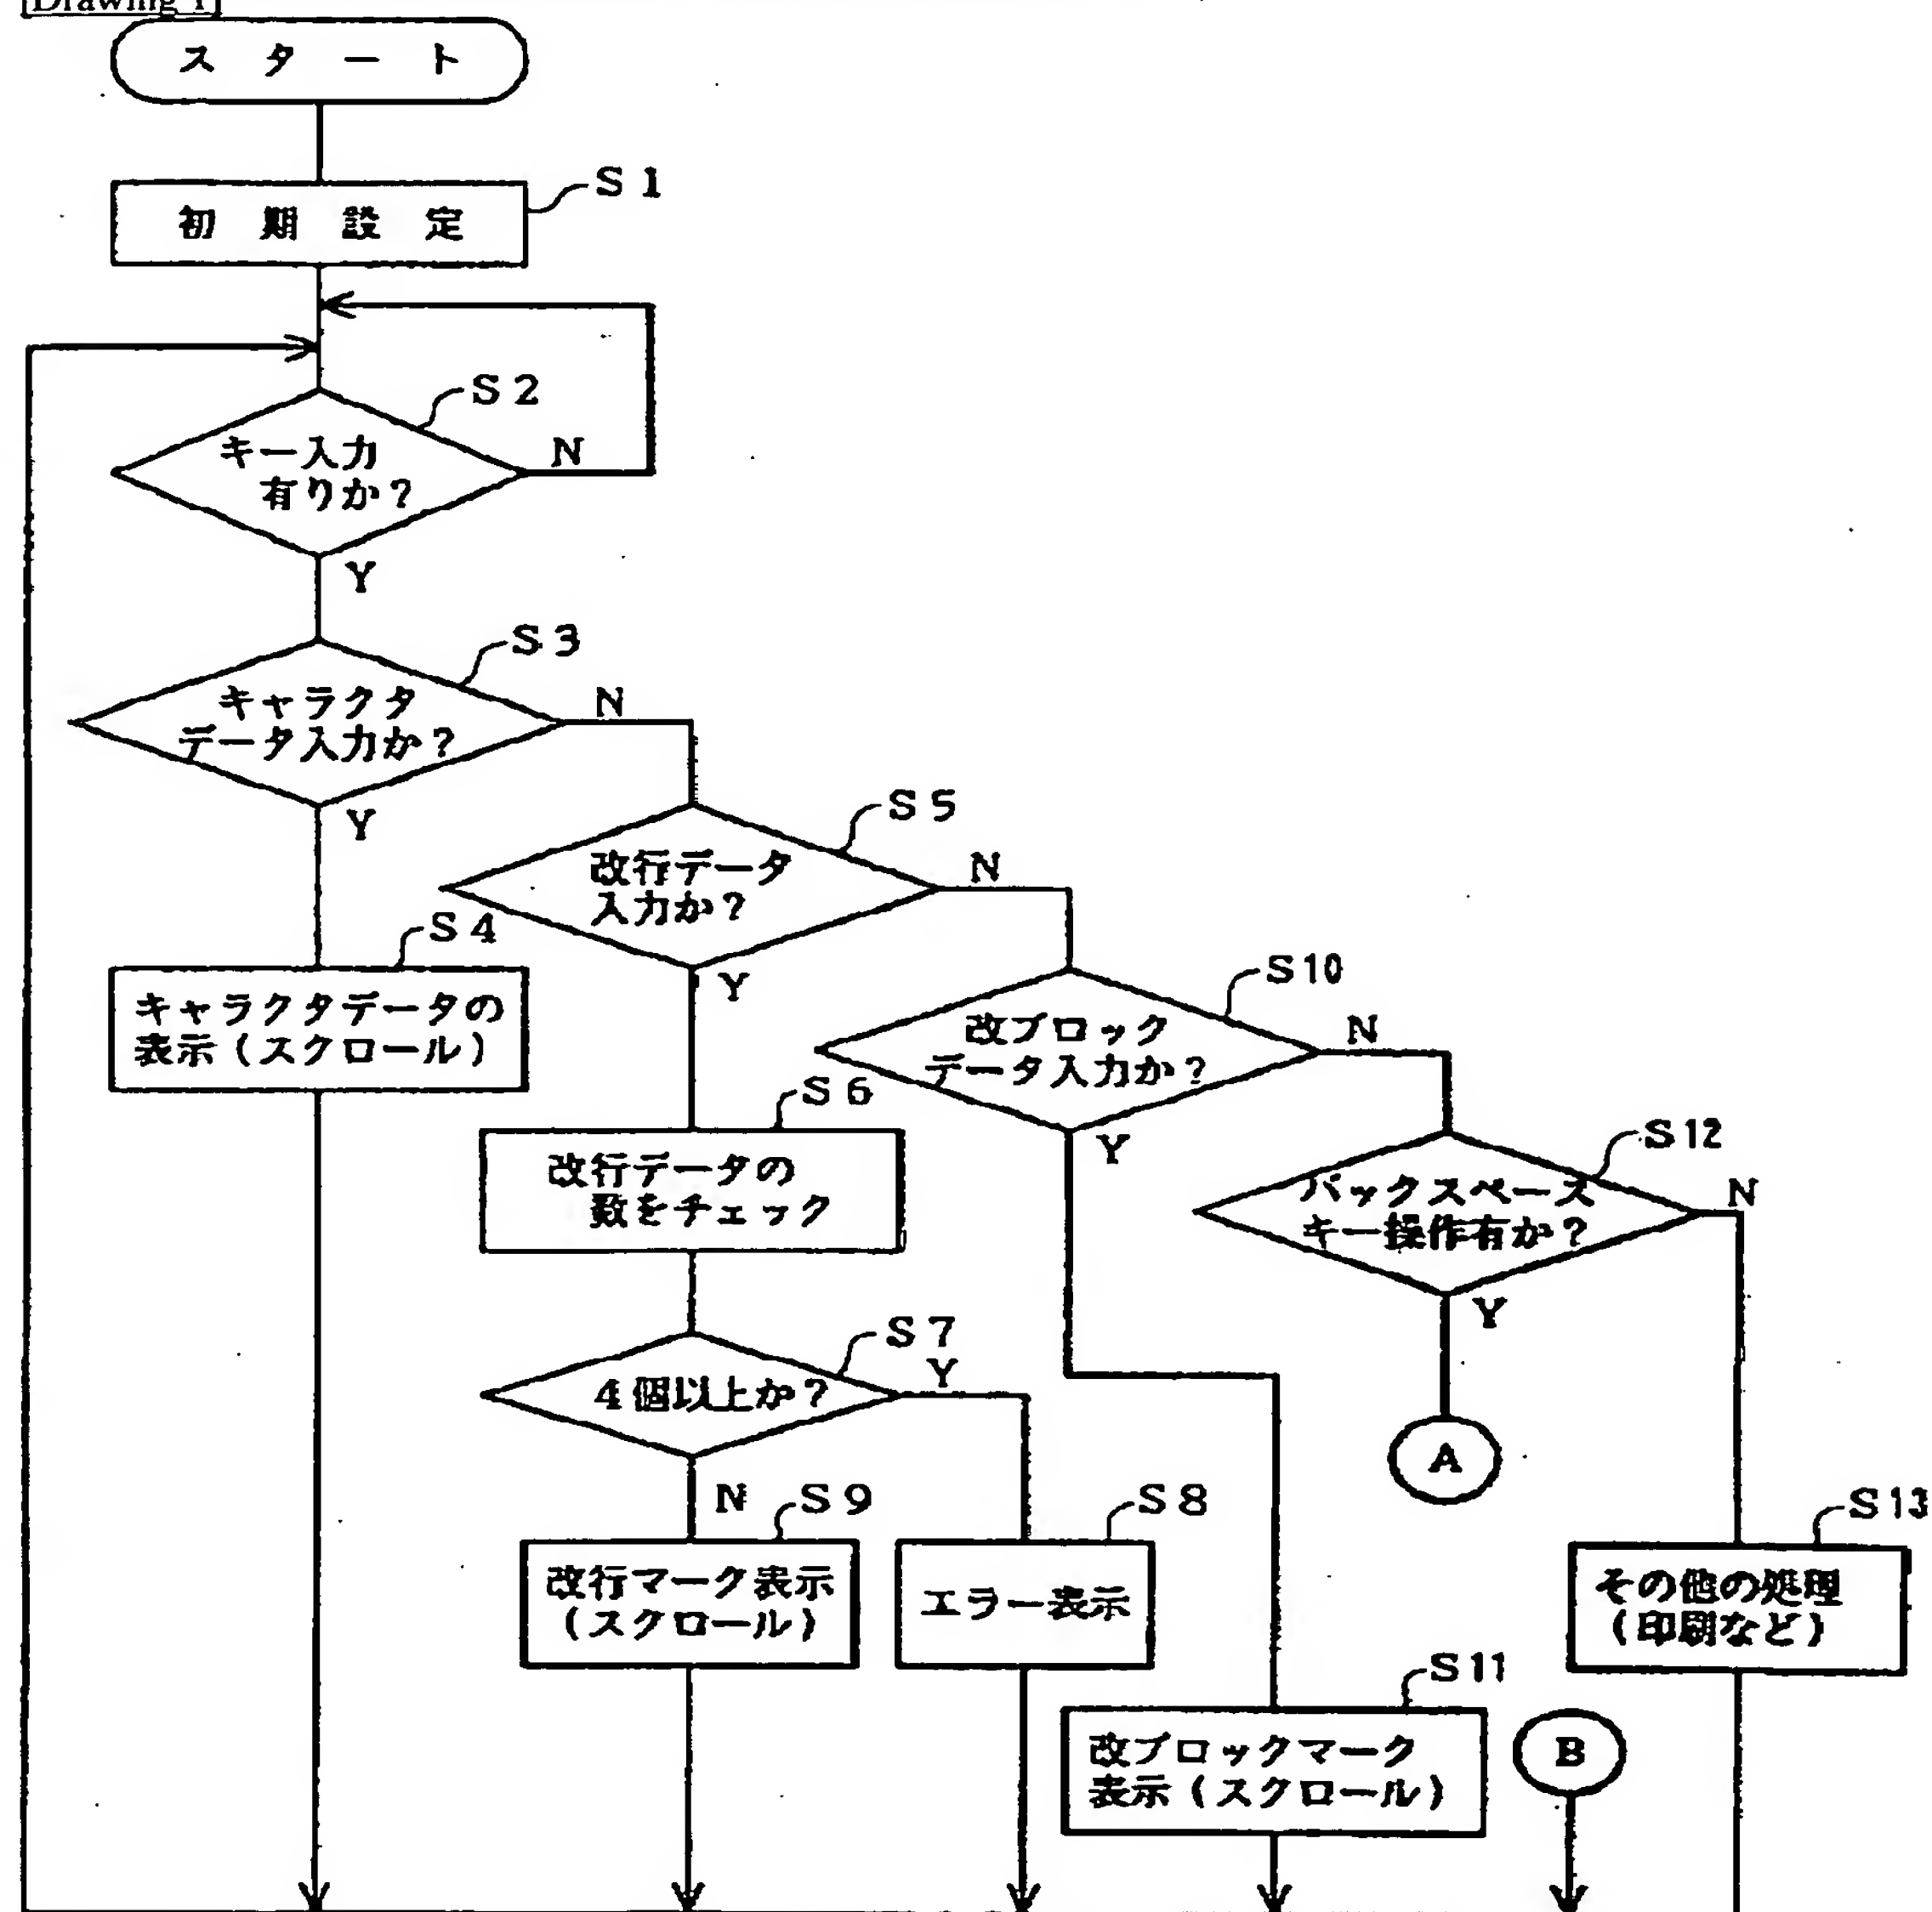 [Drawing 1]
スタート
S1
初期設定
S2
キー入力
有りか?
N
Y
S3
キャラクタ
データ入力か?
N
Y
S5
改行データ
入力か?
N
Y
S4
キャラクタデータの
表示(スクロール)
S10
改ブロック
データ入力か?
N
Y
S6
改行データの
数をチェック
S12
バックスペース
キー操作有か?
N
Y
S7
4個以上か?
Y
N
A
S9
改行マーク表示
(スクロール)
S8
エラー表示
S13
その他の処理
(印刷など)
S11
改ブロックマーク
表示(スクロール)
B